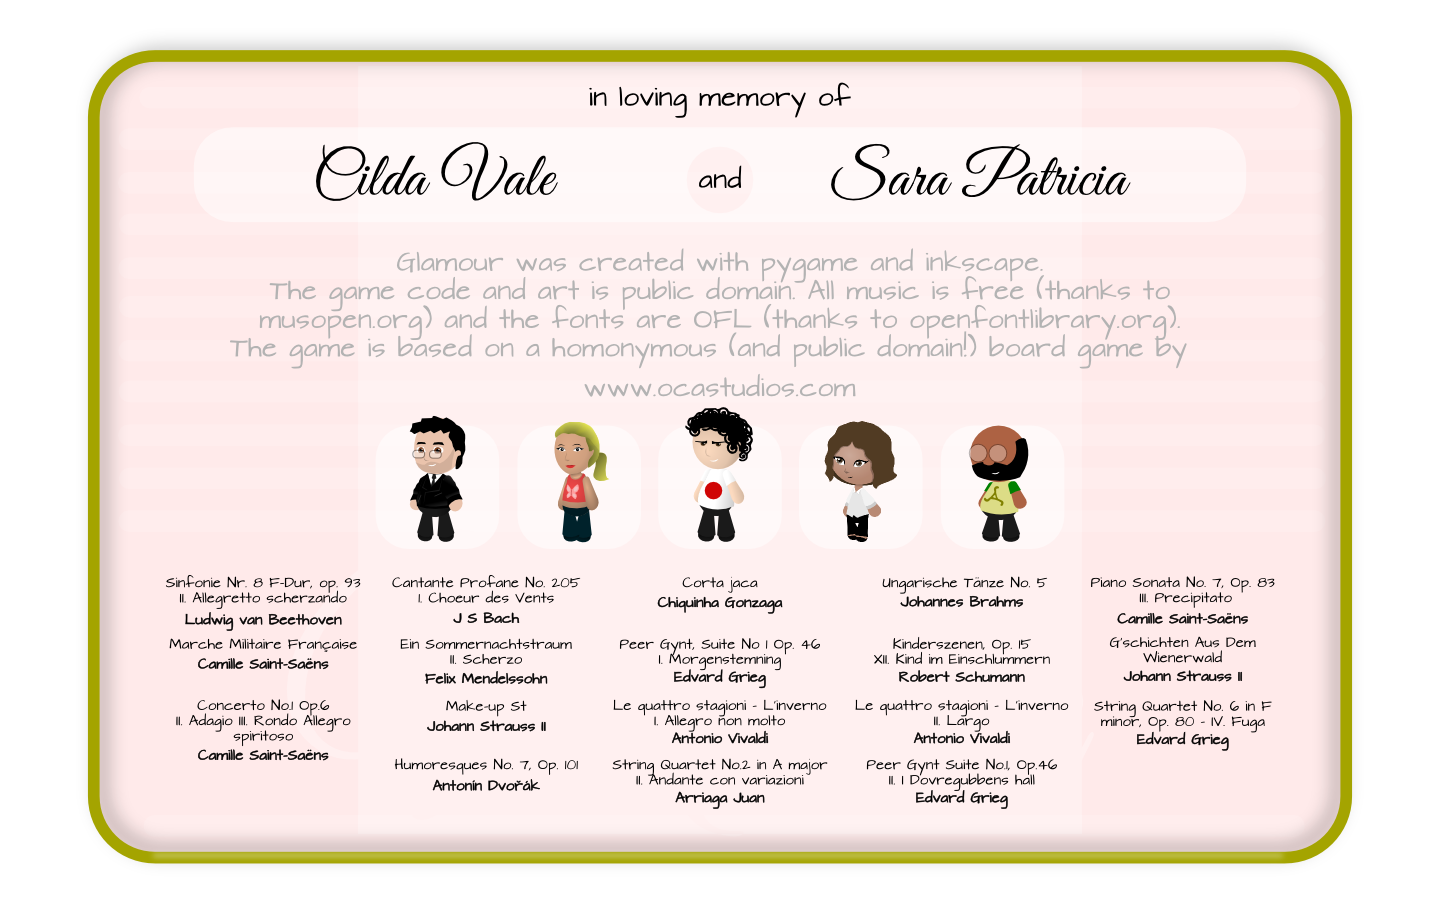 in loving memory of
Cilda Vale and Sara Patricia
Glamour was created with pygame and inkscape.
The game code and art is public domain. All music is free (thanks to
musopen.org) and the fonts are OFL (thanks to openfontlibrary.org).
The game is based on a homonymous (and public domain!) board game by
www.ocastudios.com
Sinfonie Nr. 8 F-Dur, op. 93
II. Allegretto scherzando
Ludwig van Beethoven
Marche Militaire Française
Camille Saint-Saëns
Concerto No.1 Op.6
II. Adagio III. Rondo Allegro
spiritoso
Camille Saint-Saëns
Cantante Profane No. 205
I. Choeur des Vents
J S Bach
Ein Sommernachtstraum
II. Scherzo
Felix Mendelssohn
Make-up St
Johann Strauss II
Humoresques No. 7, Op. 101
Antonín Dvořák
Corta jaca
Chiquinha Gonzaga
Peer Gynt, Suite No 1 Op. 46
I. Morgenstemning
Edvard Grieg
Le quattro stagioni - L'inverno
I. Allegro non molto
Antonio Vivaldi
String Quartet No.2 in A major
II. Andante con variazioni
Arriaga Juan
Ungarische Tänze No. 5
Johannes Brahms
Kinderszenen, Op. 15
XII. Kind im Einschlummern
Robert Schumann
Le quattro stagioni - L'inverno
II. Largo
Antonio Vivaldi
Peer Gynt Suite No.1, Op.46
II. I Dovregubbens hall
Edvard Grieg
Piano Sonata No. 7, Op. 83
III. Precipitato
Camille Saint-Saëns
G'schichten Aus Dem
Wienerwald
Johann Strauss II
String Quartet No. 6 in F
minor, Op. 80 - IV. Fuga
Edvard Grieg